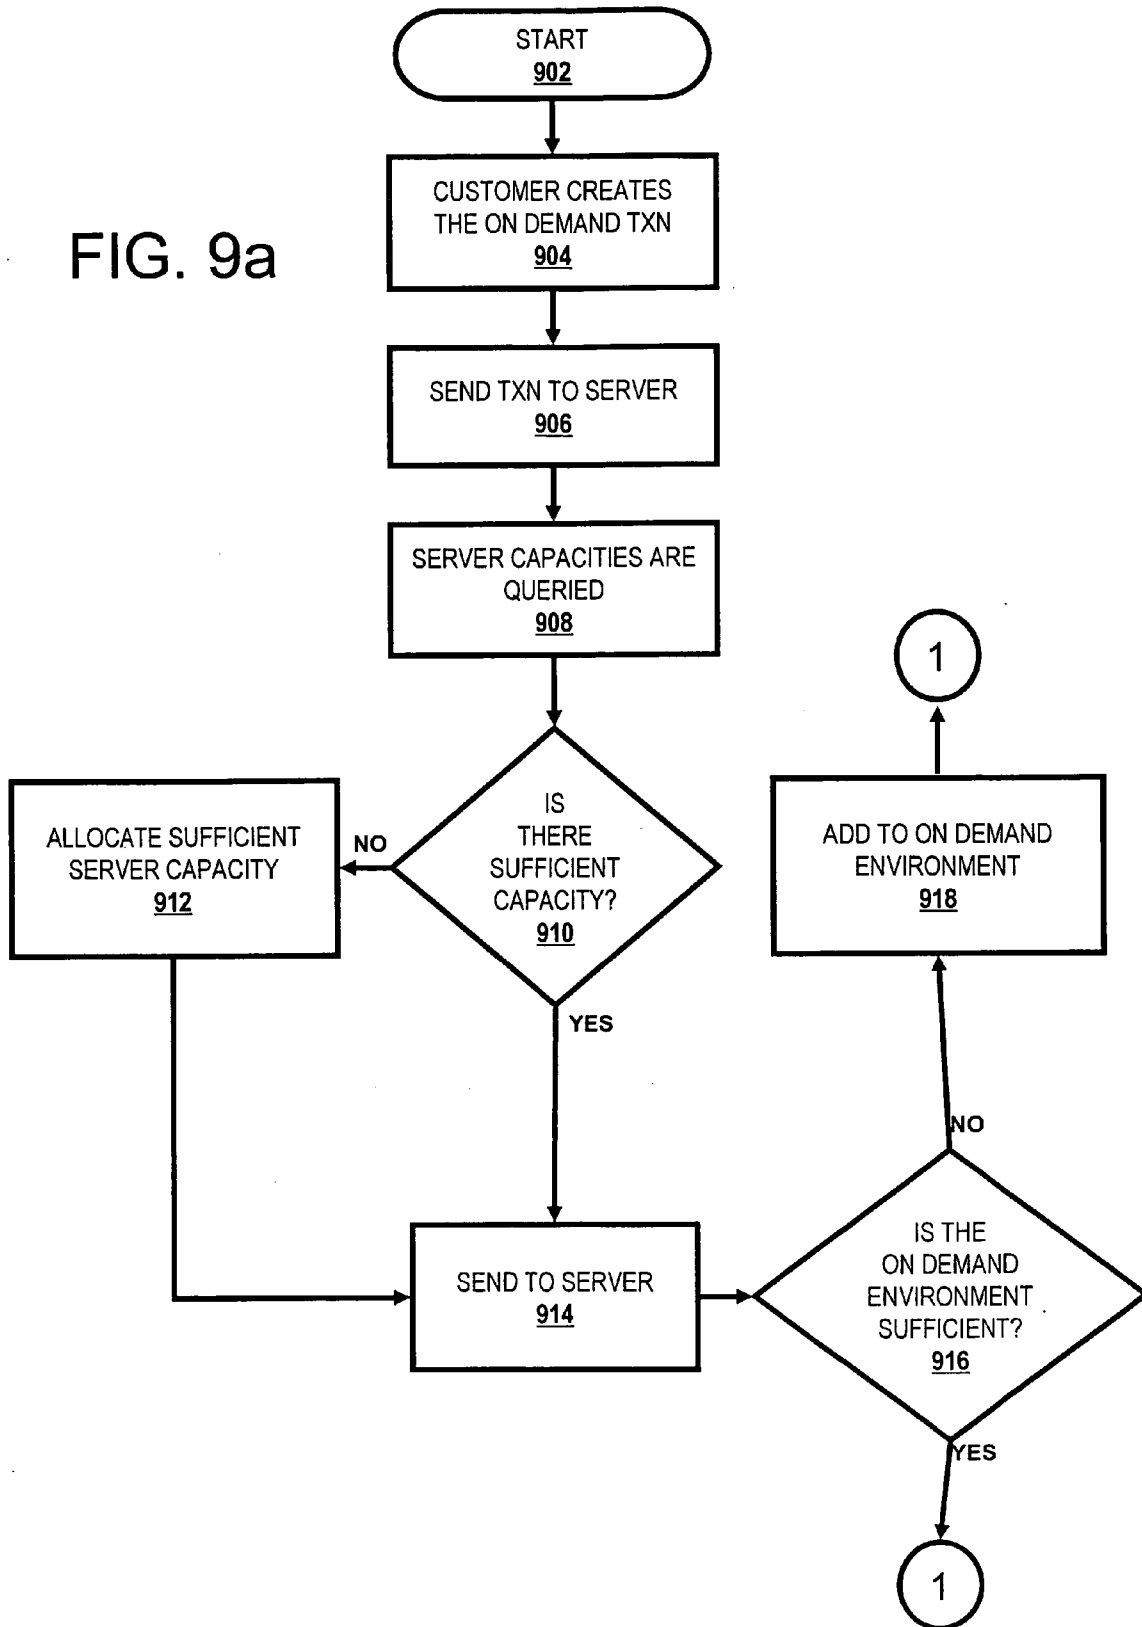 START
902
CUSTOMER CREATES
THE ON DEMAND TXN
904
FIG. 9a
SEND TXN TO SERVER
906
SERVER CAPACITIES ARE
QUERIED
908
1
IS
THERE
SUFFICIENT
CAPACITY?
910
NO
ALLOCATE SUFFICIENT
SERVER CAPACITY
912
ADD TO ON DEMAND
ENVIRONMENT
918
YES
NO
SEND TO SERVER
914
IS THE
ON DEMAND
ENVIRONMENT
SUFFICIENT?
916
YES
1